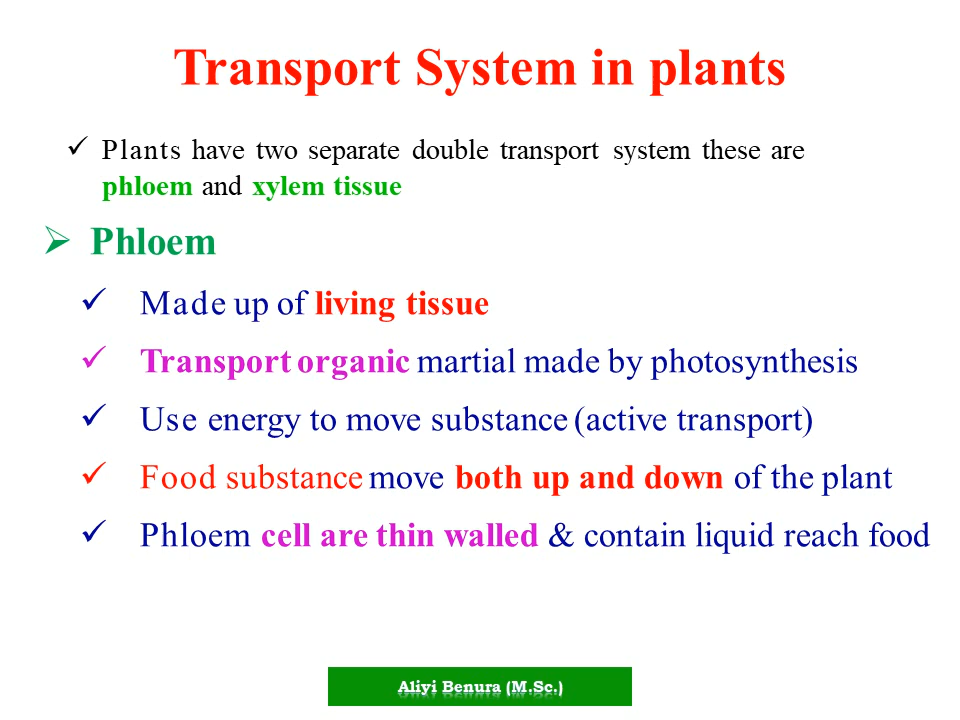 Transport System in plants
✓ Plants have two separate double transport system these are
phloem and xylem tissue
➢ Phloem
✓ Made up of living tissue
✓ Transport organic martial made by photosynthesis
✓ Use energy to move substance (active transport)
✓ Food substance move both up and down of the plant
✓ Phloem cell are thin walled & contain liquid reach food
Aliyi Benura (M.Sc.)